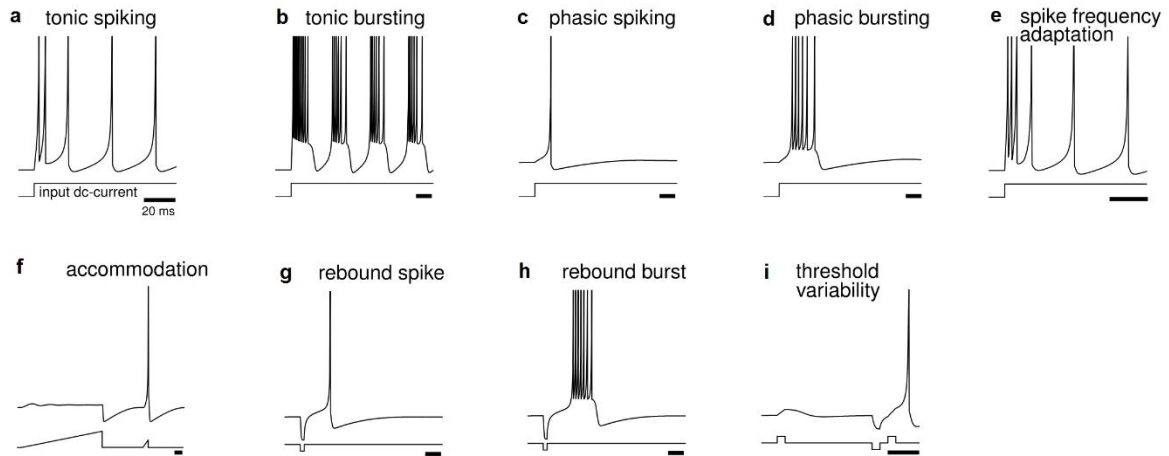 a tonic spiking
b tonic bursting
c phasic spiking
d phasic bursting
e spike frequency
adaptation
input dc-current
20 ms
f accommodation
g rebound spike
h rebound burst
i threshold
variability